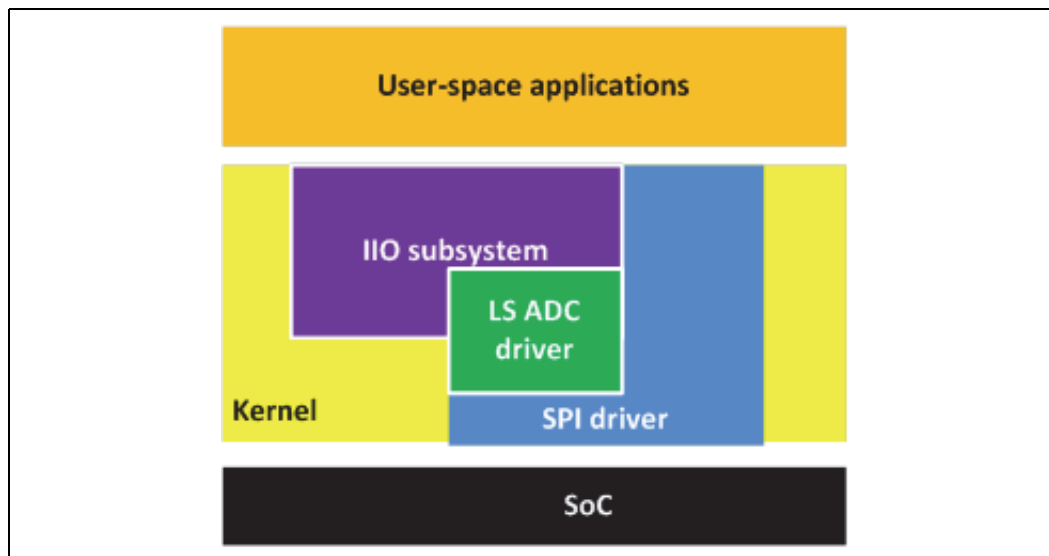 User-space applications
IIO subsystem
LS ADC
driver
Kernel
SPI driver
SoC